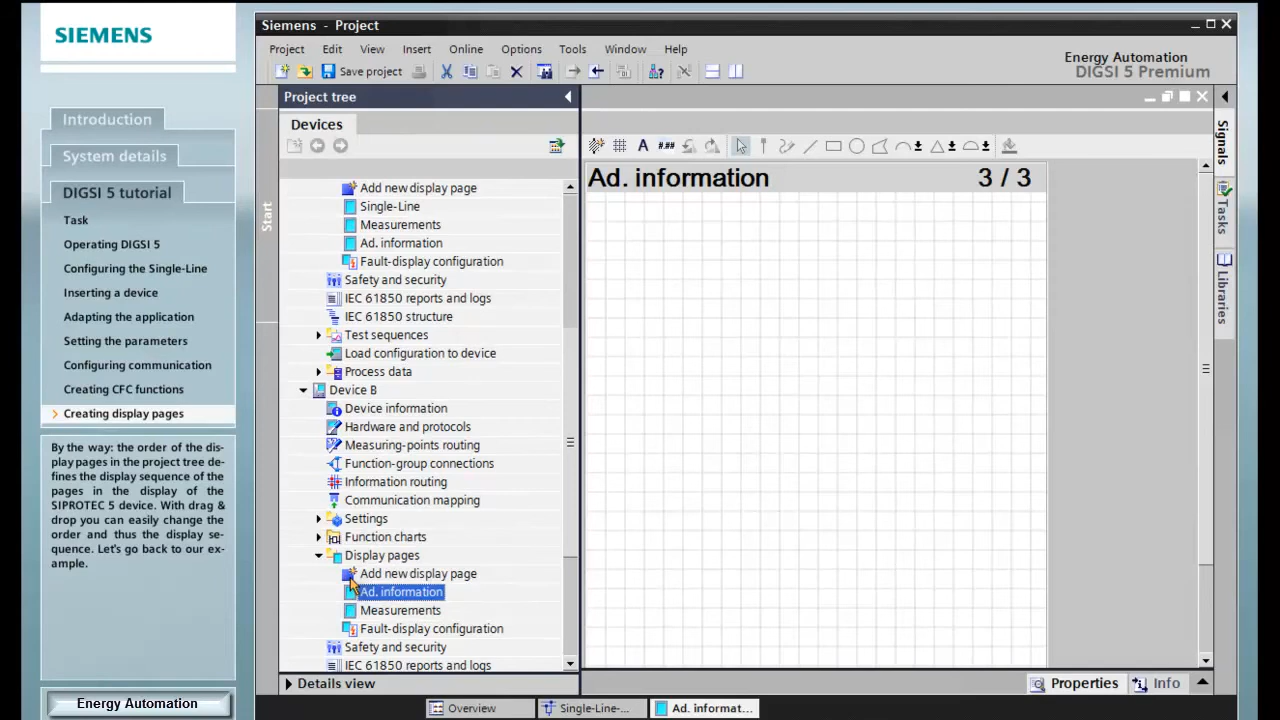 SIEMENS
Introduction
System details
DIGSI 5 tutorial
Task
Operating DIGSI 5
Configuring the Single-Line
Inserting a device
Adapting the application
Setting the parameters
Configuring communication
Creating CFC functions
Creating display pages
By the way: the order of the dis-
play pages in the project tree de-
fines the display sequence of the
pages in the display of the
SIPROTEC 5 device. With drag &
drop you can easily change the
order and thus the display se-
quence. Let's go back to our ex-
ample.
Energy Automation
Siemens - Project
Project Edit View Insert Online Options Tools Window Help
Save project
Energy Automation
DIGSI 5 Premium
Project tree
Devices
Start
Add new display page
Single-Line
Measurements
Ad. information
Fault-display configuration
Safety and security
IEC 61850 reports and logs
IEC 61850 structure
Test sequences
Load configuration to device
Process data
Device B
Device information
Hardware and protocols
Measuring-points routing
Function-group connections
Information routing
Communication mapping
Settings
Function charts
Display pages
Add new display page
Ad. information
Measurements
Fault-display configuration
Safety and security
IEC 61850 reports and logs
Details view
A #.##
Ad. information 3 / 3
Signals
Tasks
Libraries
Properties Info
Overview Single-Line-... Ad. informat...